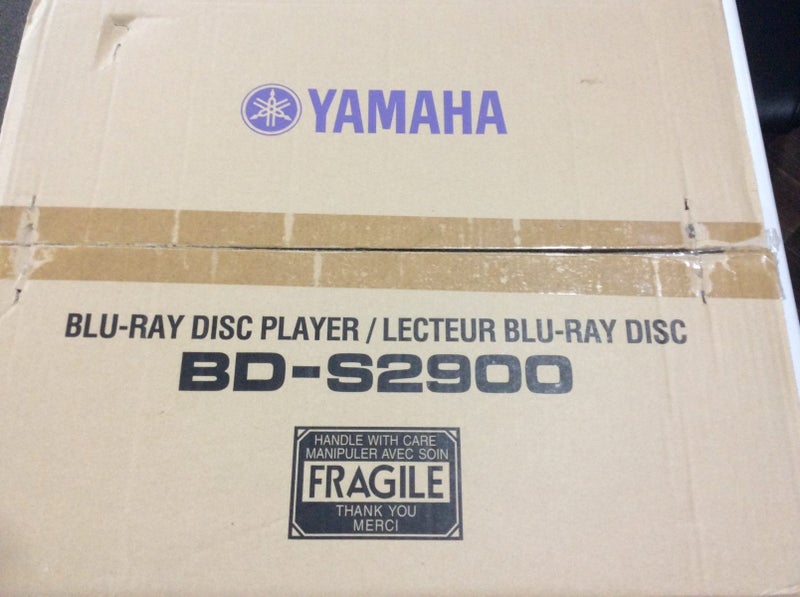 YAMAHA
BLU-RAY DISC PLAYER / LECTEUR BLU-RAY DISC
BD-S2900
HANDLE WITH CARE
MANIPULER AVEC SOIN
FRAGILE
THANK YOU
MERCI